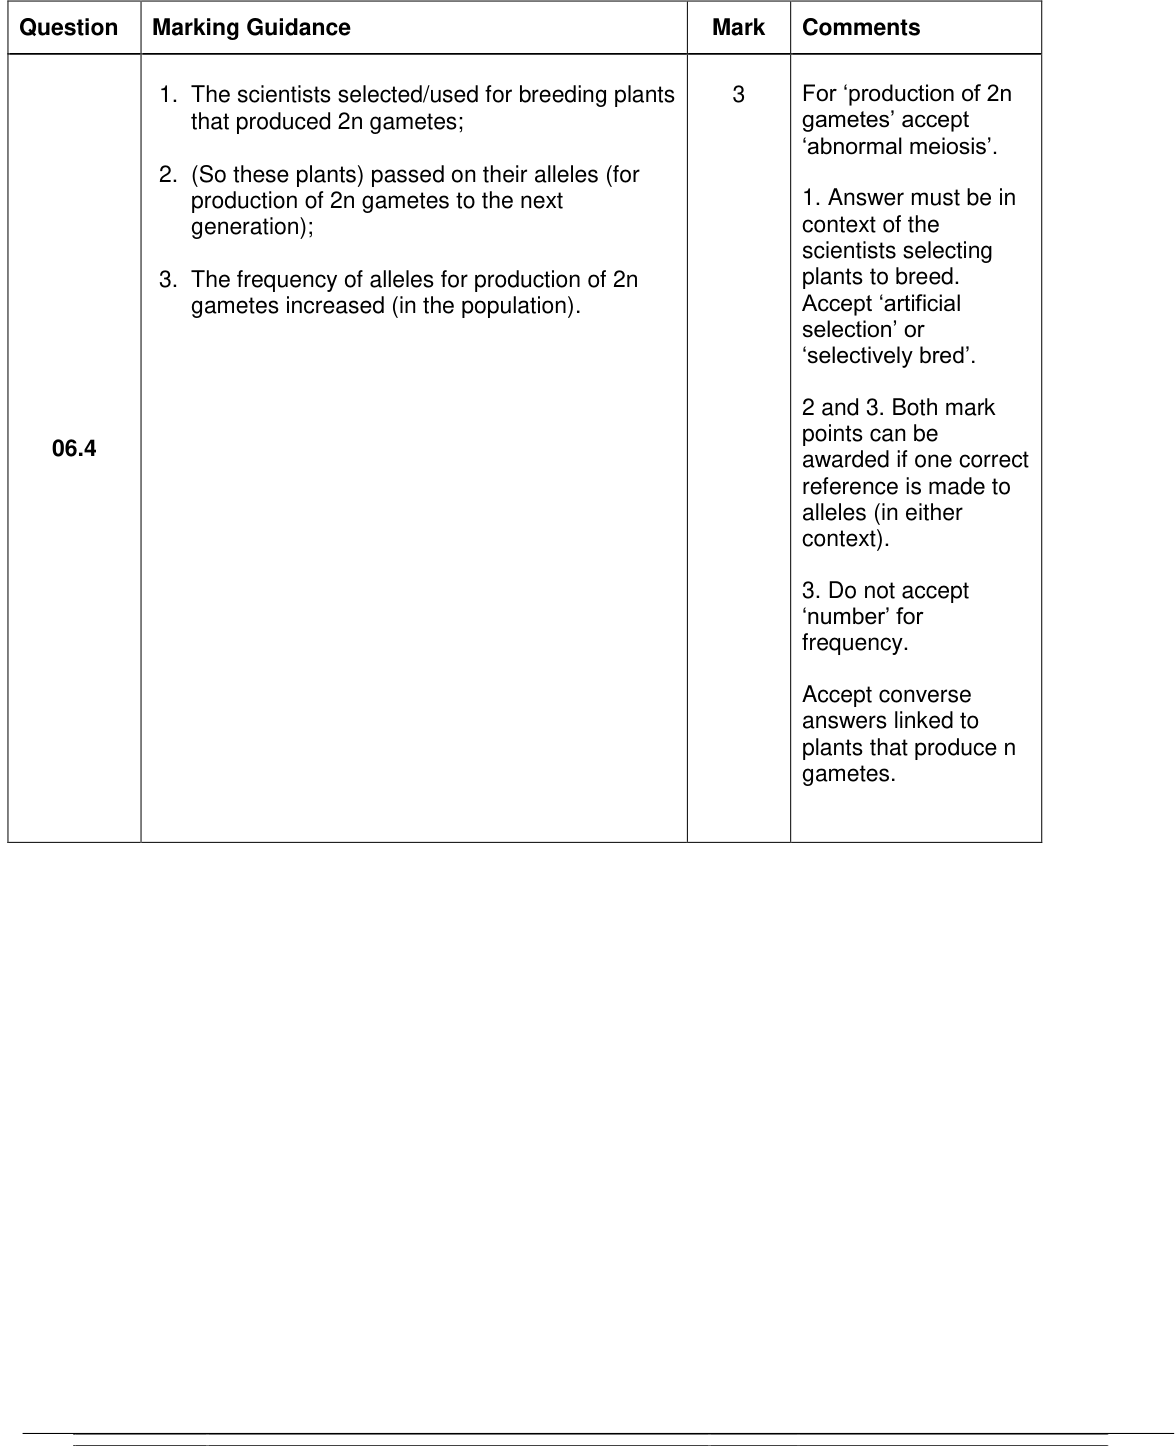 Question Marking Guidance Mark Comments
1. The scientists selected/used for breeding plants
that produced 2n gametes;
2. (So these plants) passed on their alleles (for
production of 2n gametes to the next
generation);
3. The frequency of alleles for production of 2n
gametes increased (in the population).
3
For ‘production of 2n
gametes’ accept
‘abnormal meiosis’.
1. Answer must be in
context of the
scientists selecting
plants to breed.
Accept ‘artificial
selection’ or
‘selectively bred’.
2 and 3. Both mark
points can be
awarded if one correct
reference is made to
alleles (in either
context).
3. Do not accept
‘number’ for
frequency.
Accept converse
answers linked to
plants that produce n
gametes.
06.4